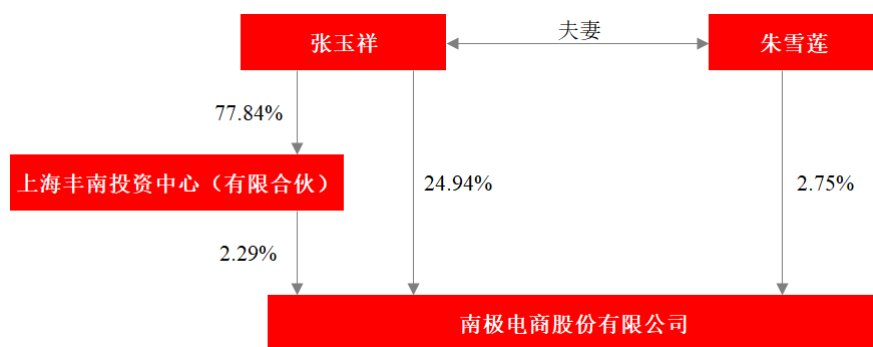 张玉祥
夫妻
朱雪莲
77.84%
上海丰南投资中心（有限合伙）
24.94%
2.75%
2.29%
南极电商股份有限公司